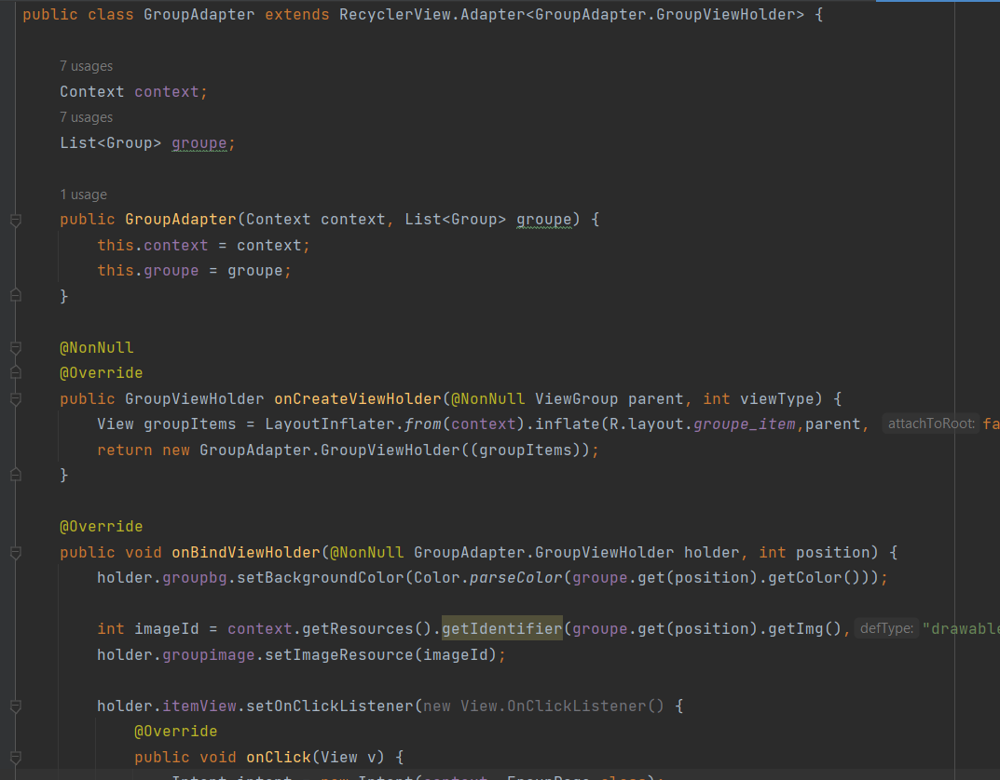 public class GroupAdapter extends RecyclerView.Adapter<GroupAdapter.GroupViewHolder> {
7 usages
Context context;
7 usages
List<Group> groupe;
1 usage
public GroupAdapter(Context context, List<Group> groupe) {
this.context = context;
this.groupe = groupe;
}
@NonNull
@Override
public GroupViewHolder onCreateViewHolder(@NonNull ViewGroup parent, int viewType) {
View groupItems = LayoutInflater.from(context).inflate(R.layout.groupe_item,parent, attachToRoot: fa
return new GroupAdapter.GroupViewHolder((groupItems));
}
@Override
public void onBindViewHolder(@NonNull GroupAdapter.GroupViewHolder holder, int position) {
holder.groupbg.setBackgroundColor(Color.parseColor(groupe.get(position).getColor()));
int imageId = context.getResources().getIdentifier(groupe.get(position).getImg(), defType: "drawable
holder.groupimage.setImageResource(imageId);
holder.itemView.setOnClickListener(new View.OnClickListener() {
@Override
public void onClick(View v) {
Intent intent = new Intent(context,